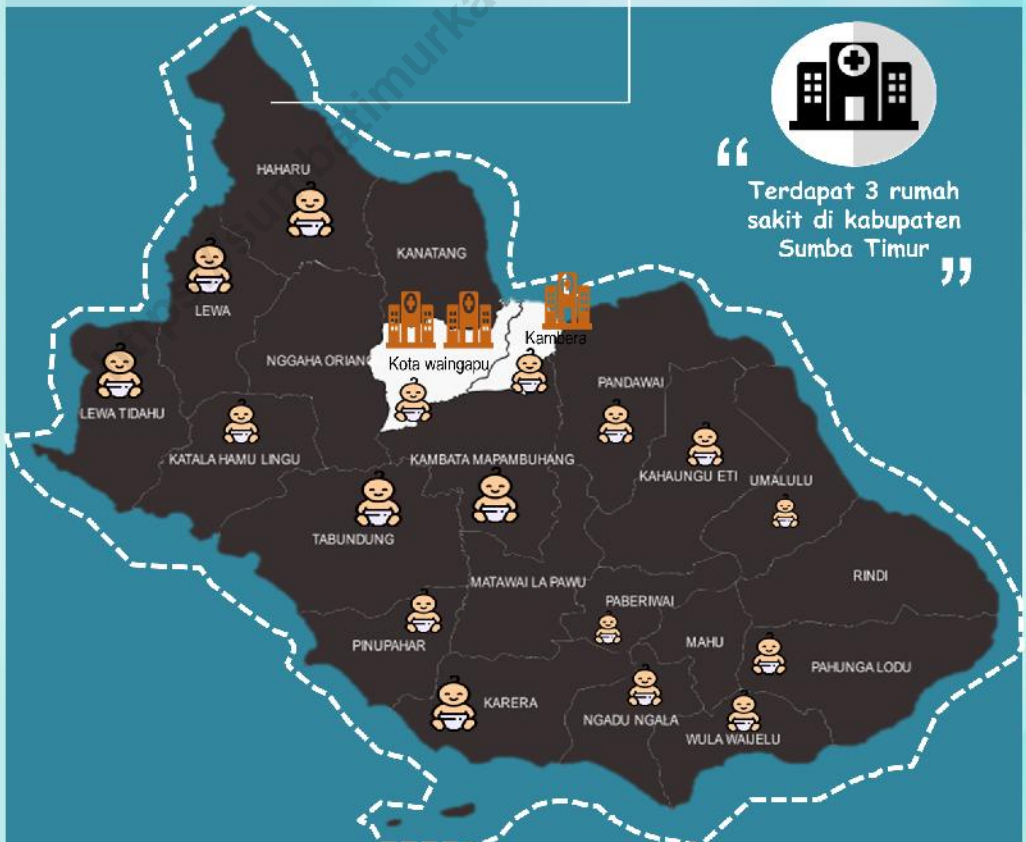 “
Terdapat 3 rumah
sakit di kabupaten
Sumba Timur
”
HAHARU
KANATANG
LEWA
NGGAHA ORIANG
Kota waingapu
Kambera
PANDAWAI
LEWA TIDAHU
KATALA HAMU LINGU
KAMBATA MAPAMBUHANG
KAHAUNGU ETI
UMALULU
TABUNDUNG
MATAWAI LA PAWU
RINDI
PABERIWAI
PINUPAHAR
MAHU
PAHUNGA LODU
KARERA
NGADU NGALA
WULA WAIJELU